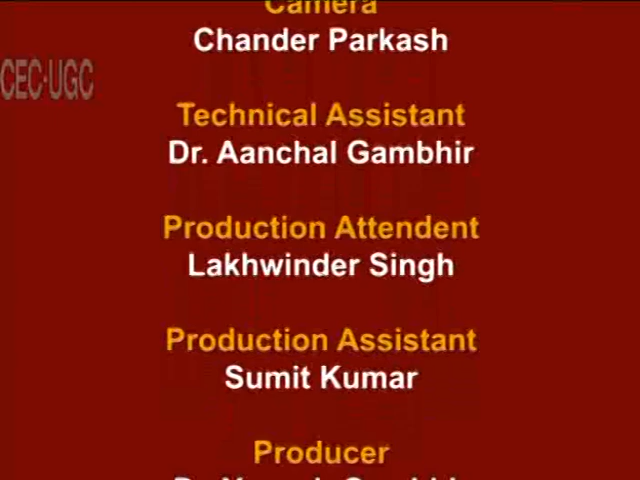 Camera
Chander Parkash
CEC-UGC
Technical Assistant
Dr. Aanchal Gambhir
Production Attendent
Lakhwinder Singh
Production Assistant
Sumit Kumar
Producer